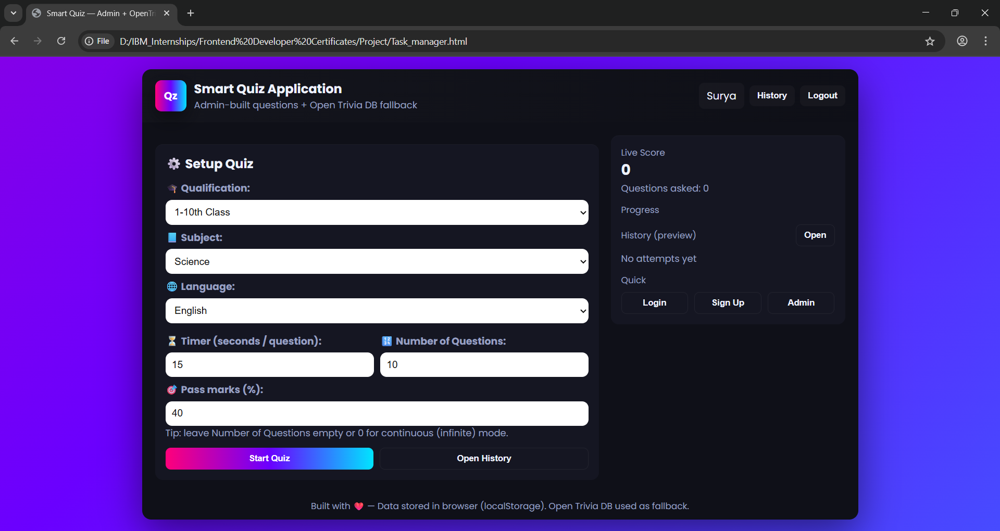 Smart Quiz — Admin + OpenTri
File
D:/IBM_Internships/Frontend%20Developer%20Certificates/Project/Task_manager.html
Qz
Smart Quiz Application
Admin-built questions + Open Trivia DB fallback
Surya
History
Logout
Setup Quiz
Qualification:
1-10th Class
Subject:
Science
Language:
English
Timer (seconds / question):
15
Number of Questions:
10
Pass marks (%):
40
Tip: leave Number of Questions empty or 0 for continuous (infinite) mode.
Start Quiz
Open History
Live Score
0
Questions asked: 0
Progress
History (preview)
Open
No attempts yet
Quick
Login
Sign Up
Admin
Built with ❤️ — Data stored in browser (localStorage). Open Trivia DB used as fallback.